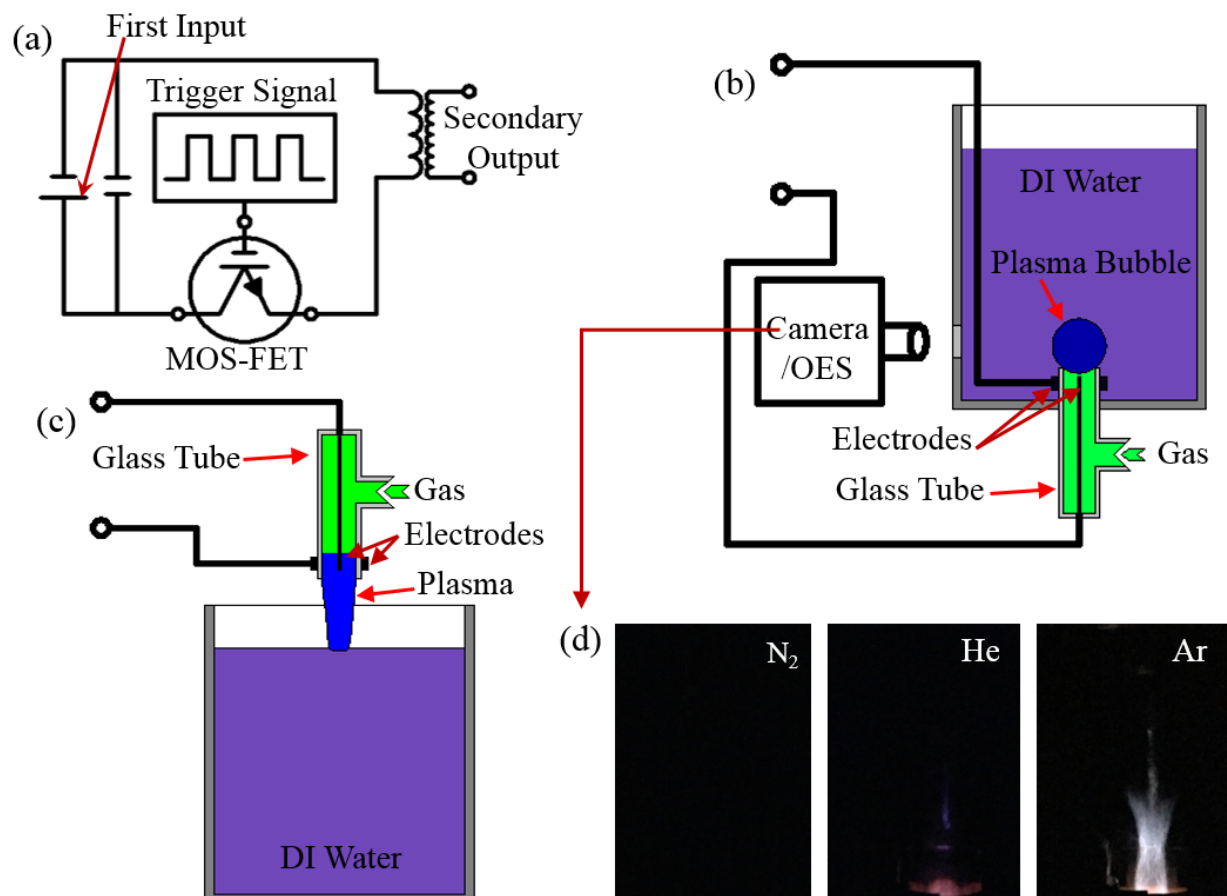 (a)
First Input
Trigger Signal
Secondary
Output
MOS-FET
(b)
DI Water
Plasma Bubble
Camera
/OES
Electrodes
Glass Tube
Gas
(c)
Glass Tube
Gas
Electrodes
Plasma
DI Water
(d)
N₂
He
Ar